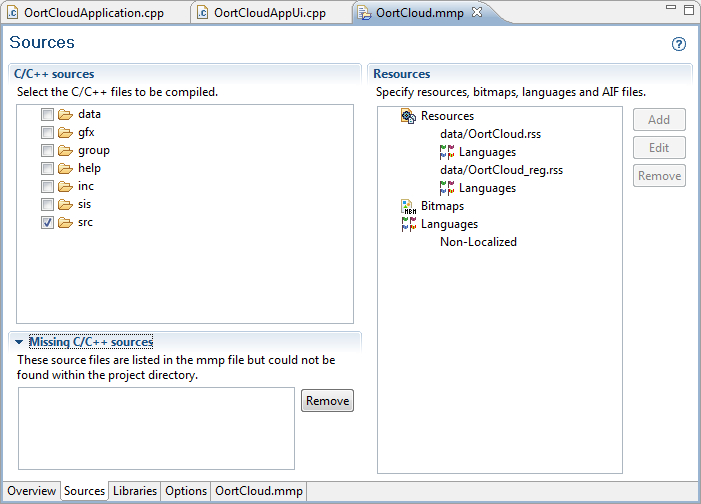 OortCloudApplication.cpp
OortCloudAppUi.cpp
OortCloud.mmp
Sources
C/C++ sources
Select the C/C++ files to be compiled.
data
gfx
group
help
inc
sis
src
Missing C/C++ sources
These source files are listed in the mmp file but could not be
found within the project directory.
Remove
Resources
Specify resources, bitmaps, languages and AIF files.
Resources
data/OortCloud.rss
Languages
data/OortCloud_reg.rss
Languages
Bitmaps
Languages
Non-Localized
Add
Edit
Remove
Overview Sources Libraries Options OortCloud.mmp